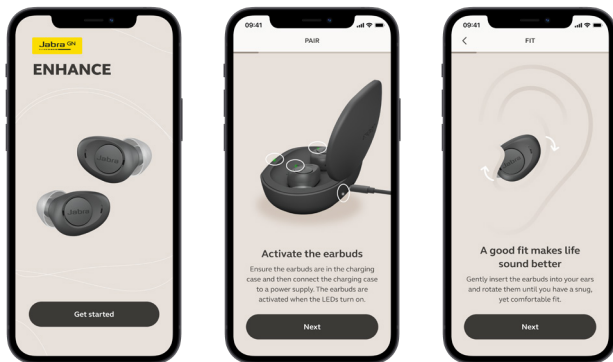 Jabra GN
ENHANCE
Jabra
Jabra
Get started
09:41
PAIR
Activate the earbuds
Ensure the earbuds are in the charging
case and then connect the charging case
to a power supply. The earbuds are
activated when the LEDs turn on.
Next
09:41
FIT
Jabra
A good fit makes life
sound better
Gently insert the earbuds into your ears
and rotate them until you have a snug,
yet comfortable fit.
Next